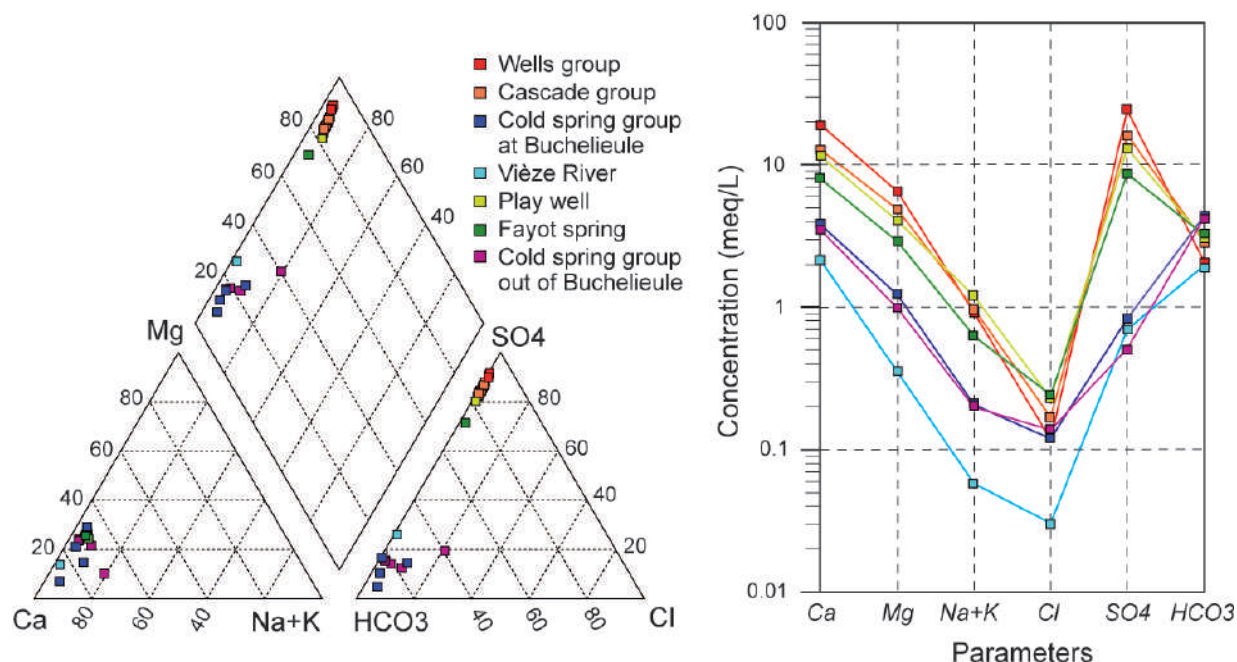 Wells group
Cascade group
Cold spring group
at Buchelieule
Vièze River
Play well
Fayot spring
Cold spring group
out of Buchelieule
80
80
60
60
40
40
20
Mg
SO4
80
80
60
60
40
40
20
20
Ca
80
60
40
Na+K
HCO3
40
60
80
Cl
100
10
1
0.1
0.01
Concentration (meq/L)
Ca
Mg
Na+K
Cl
SO4
HCO3
Parameters